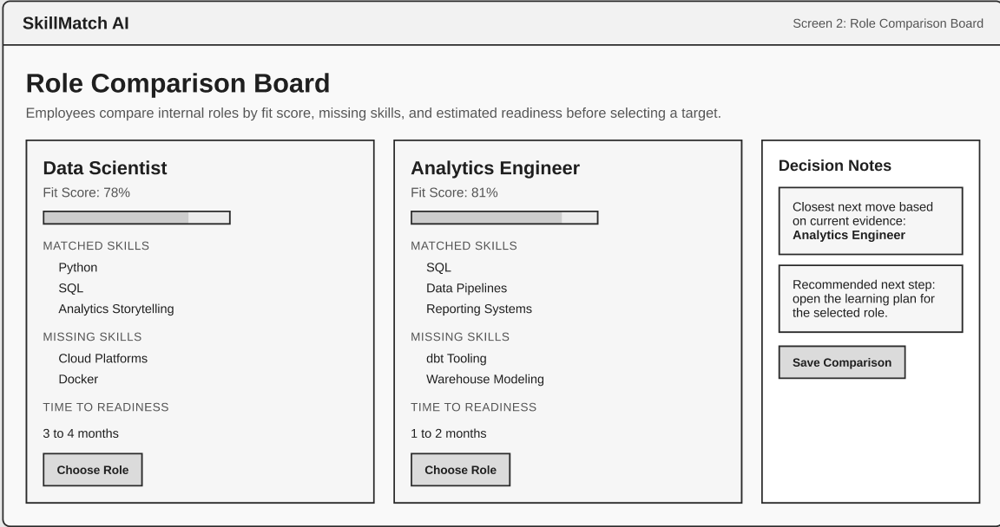 SkillMatch AI
Screen 2: Role Comparison Board
Role Comparison Board
Employees compare internal roles by fit score, missing skills, and estimated readiness before selecting a target.
Data Scientist
Fit Score: 78%
MATCHED SKILLS
Python
SQL
Analytics Storytelling
MISSING SKILLS
Cloud Platforms
Docker
TIME TO READINESS
3 to 4 months
Choose Role
Analytics Engineer
Fit Score: 81%
MATCHED SKILLS
SQL
Data Pipelines
Reporting Systems
MISSING SKILLS
dbt Tooling
Warehouse Modeling
TIME TO READINESS
1 to 2 months
Choose Role
Decision Notes
Closest next move based
on current evidence:
Analytics Engineer
Recommended next step:
open the learning plan for
the selected role.
Save Comparison